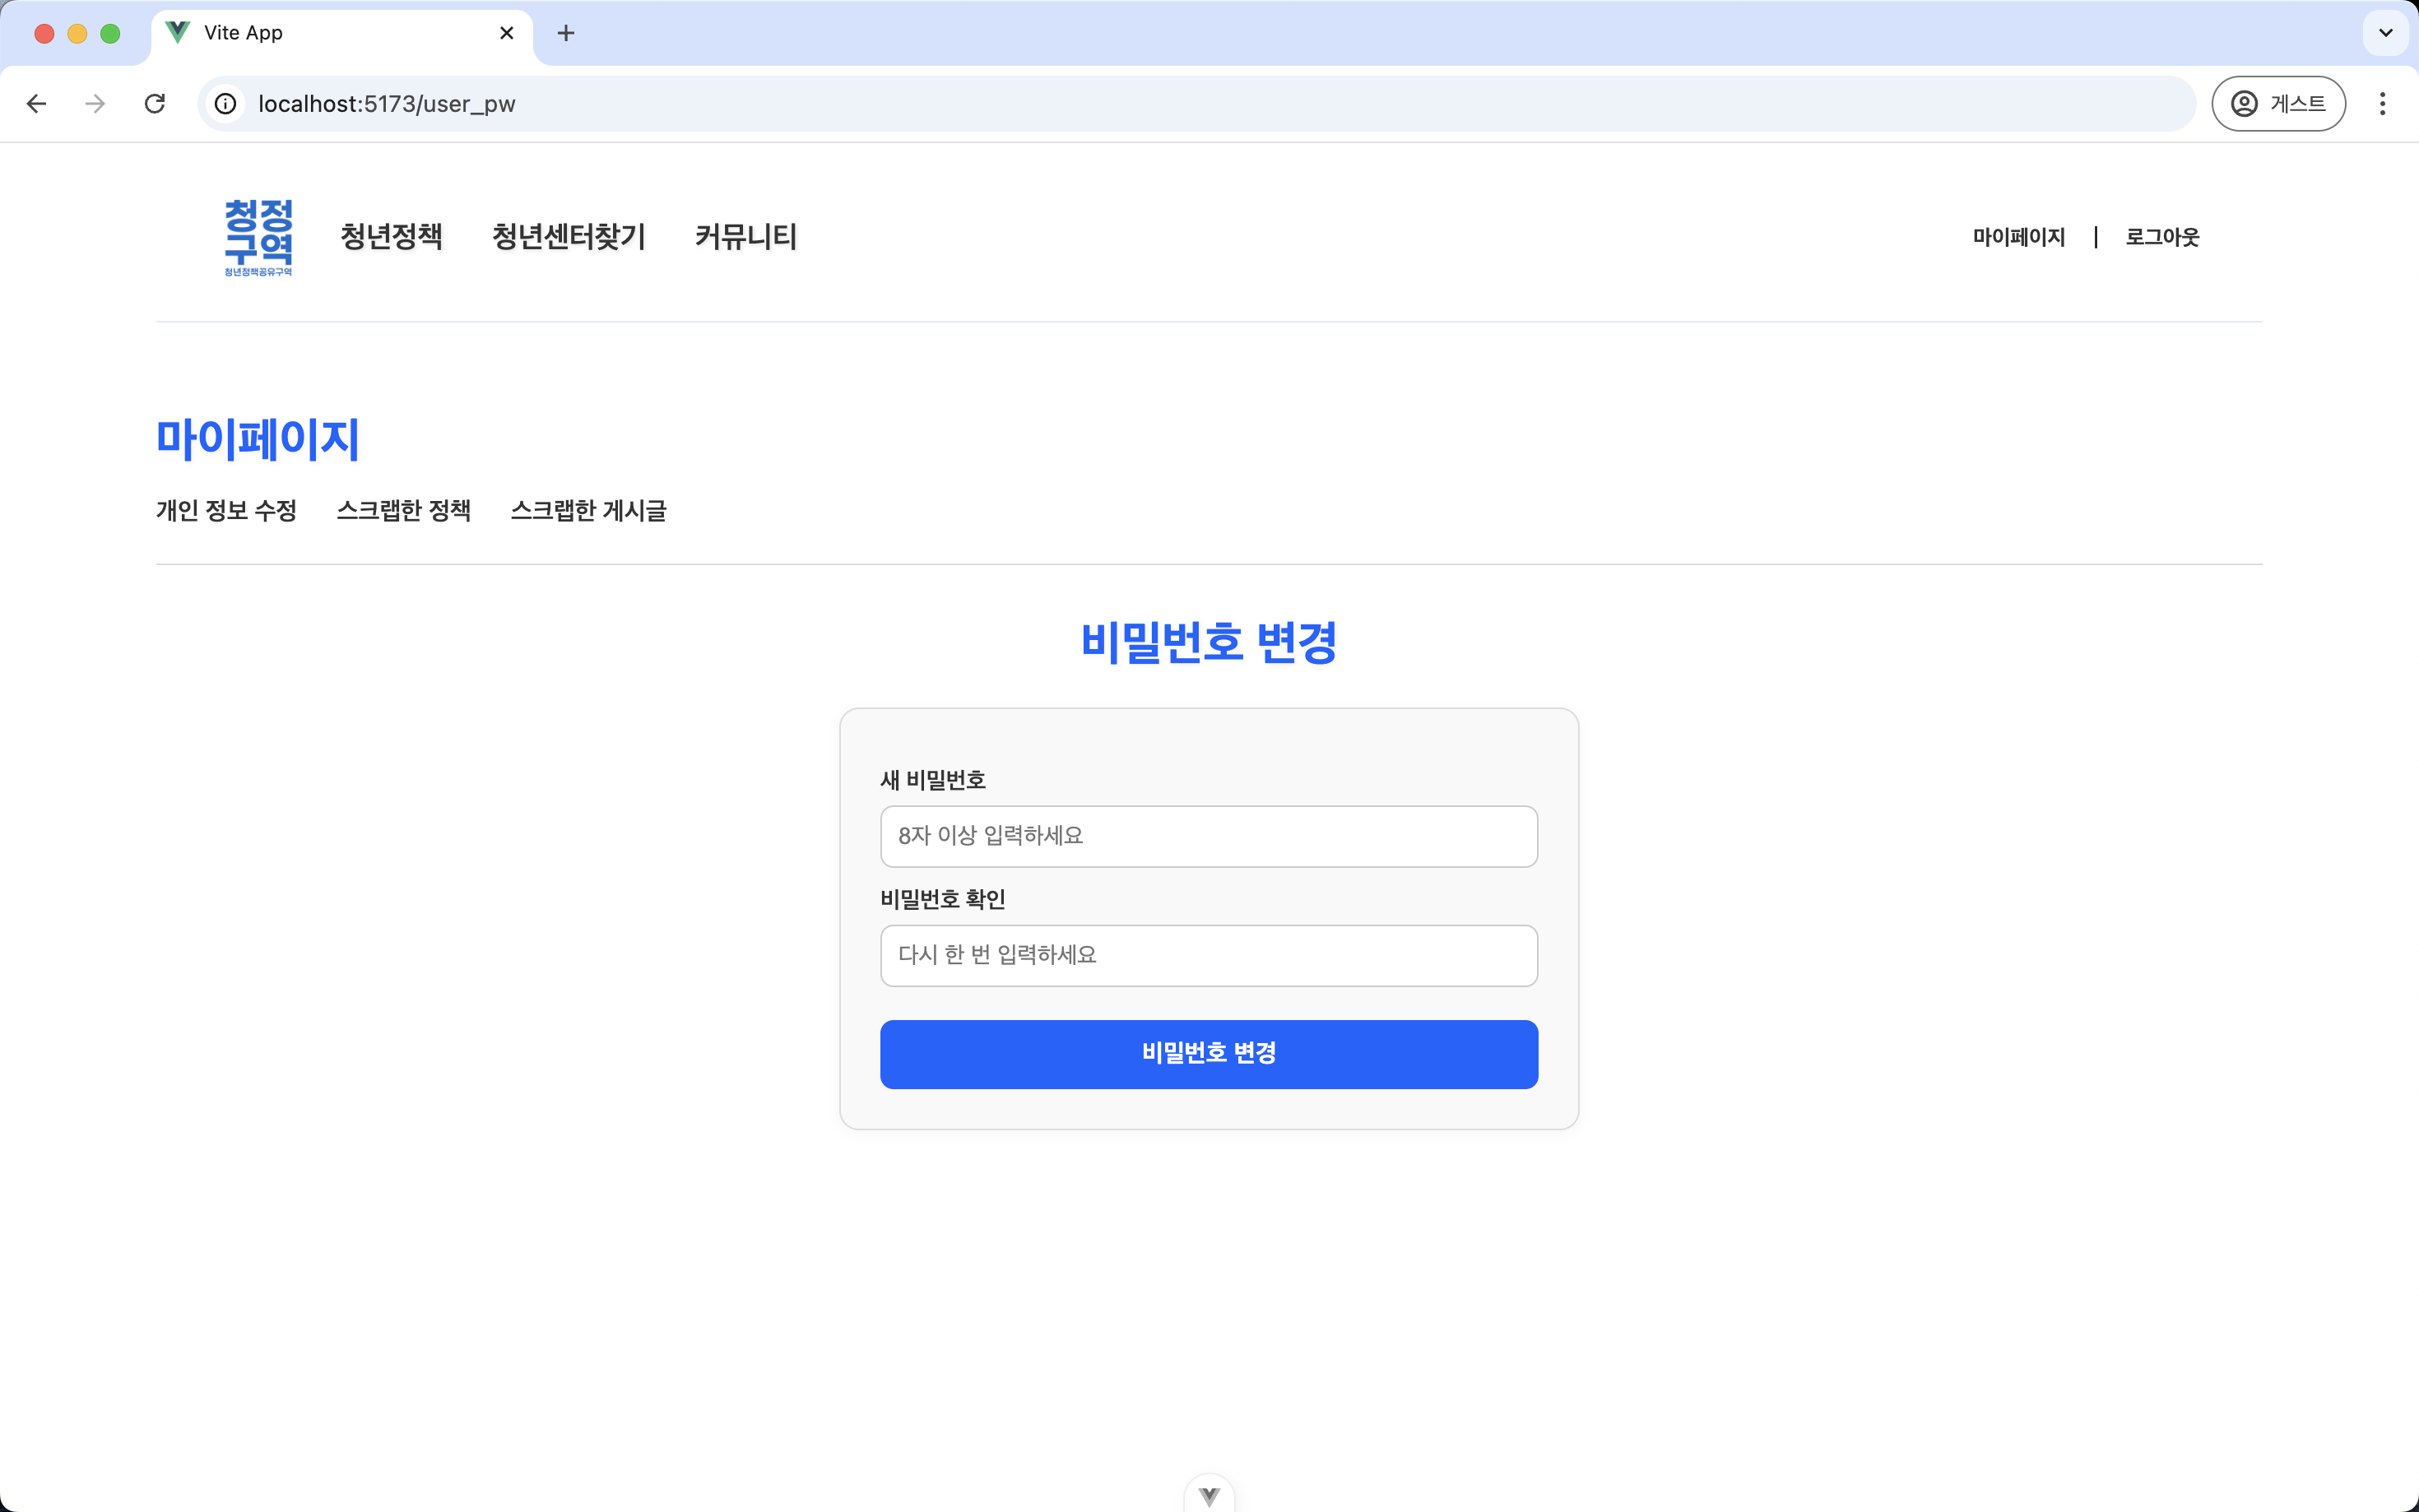 Vite App
localhost:5173/user_pw
게스트
청정
구역
청년정책공유구역
청년정책 청년센터찾기 커뮤니티
마이페이지 | 로그아웃
마이페이지
개인 정보 수정 스크랩한 정책 스크랩한 게시글
비밀번호 변경
새 비밀번호
8자 이상 입력하세요
비밀번호 확인
다시 한 번 입력하세요
비밀번호 변경